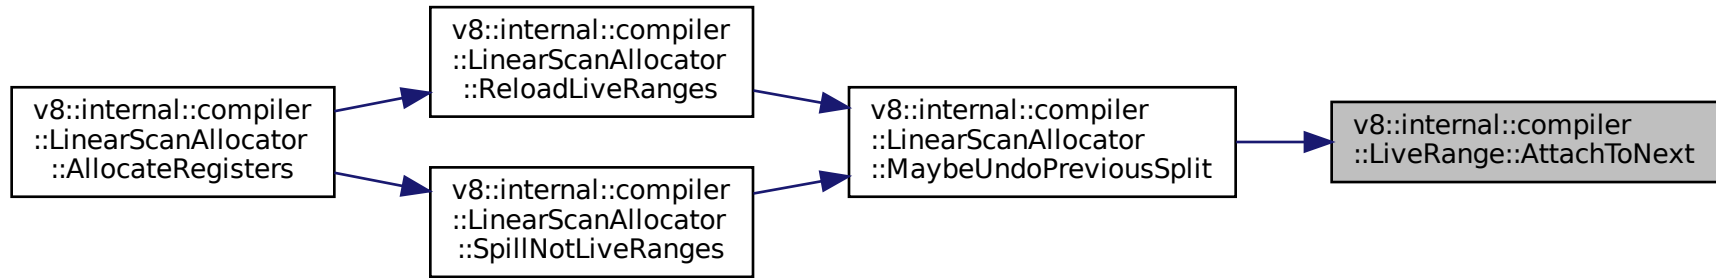 v8::internal::compiler
::LinearScanAllocator
::AllocateRegisters
v8::internal::compiler
::LinearScanAllocator
::ReloadLiveRanges
v8::internal::compiler
::LinearScanAllocator
::SpillNotLiveRanges
v8::internal::compiler
::LinearScanAllocator
::MaybeUndoPreviousSplit
v8::internal::compiler
::LiveRange::AttachToNext